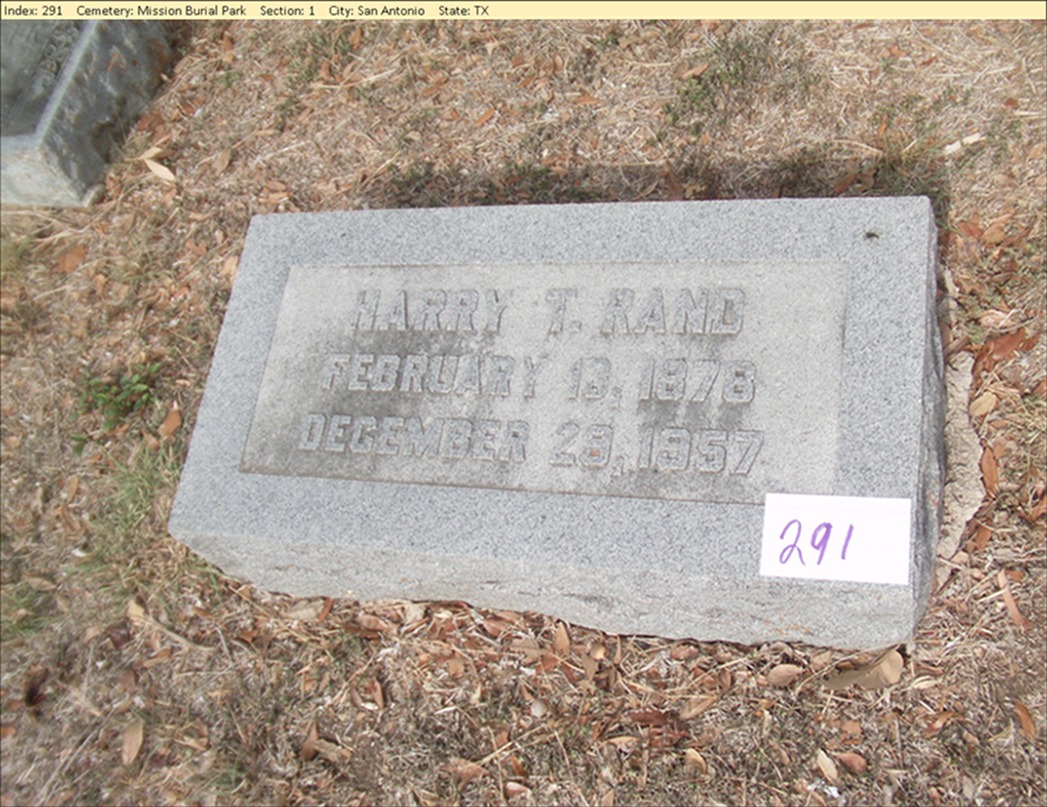 Index: 291 Cemetery: Mission Burial Park Section: 1 City: San Antonio State: TX
HARRY T. RAND
FEBRUARY 13, 1878
DECEMBER 29, 1957
291